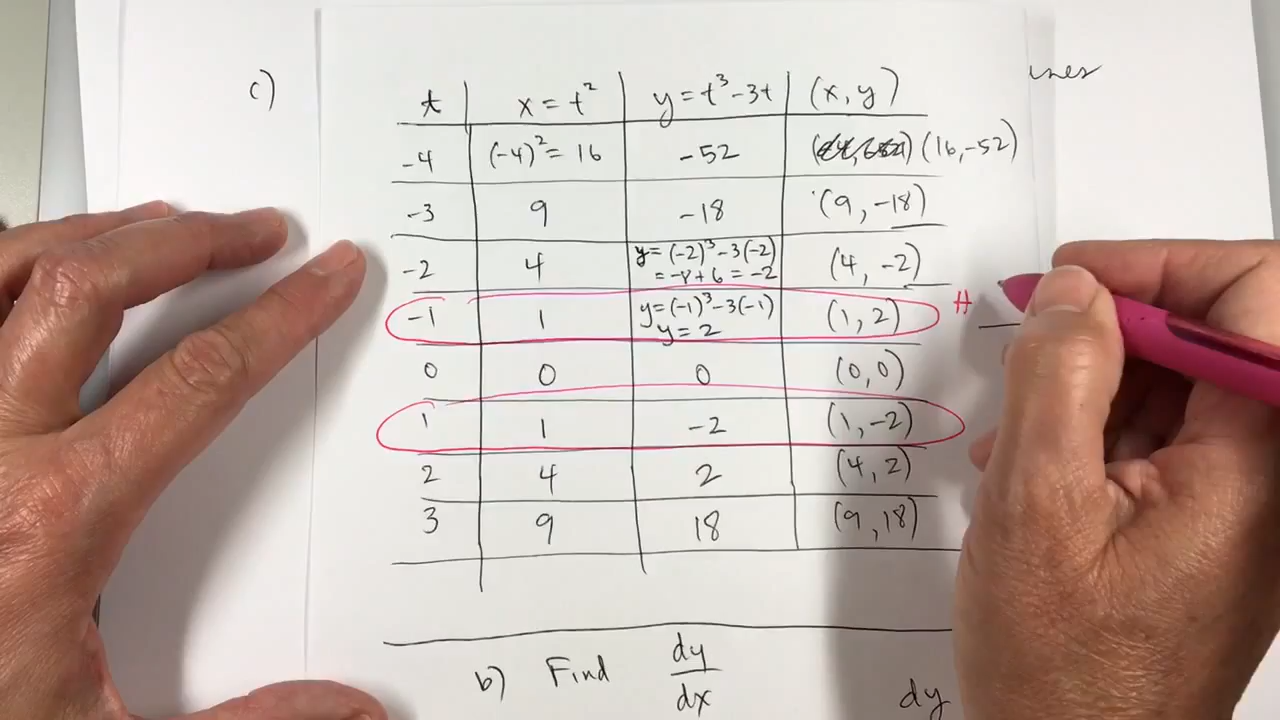 c)
t x = t² y = t³ - 3t (x, y)
-4 (-4)² = 16 -52 (16, -52)
-3 9 -18 (9, -18)
-2 4 y = (-2)³ - 3(-2)
= -8 + 6 = -2 (4, -2)
-1 1 y = (-1)³ - 3(-1)
y = 2 (1, 2) H
0 0 0 (0, 0)
1 1 -2 (1, -2)
2 4 2 (4, 2)
3 9 18 (9, 18)
b) Find dy
dx
dy